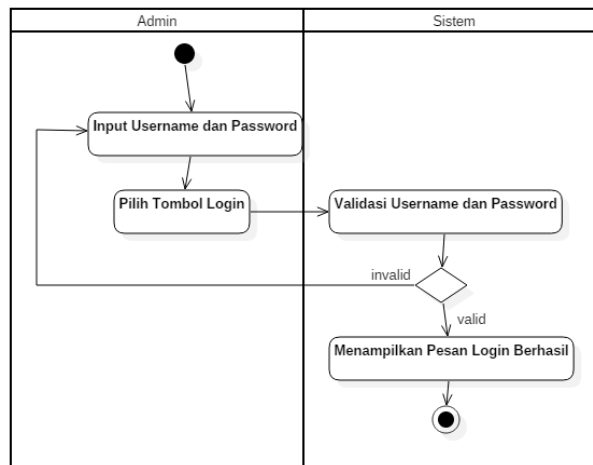 Admin
Sistem
Input Username dan Password
Pilih Tombol Login
Validasi Username dan Password
invalid
valid
Menampilkan Pesan Login Berhasil